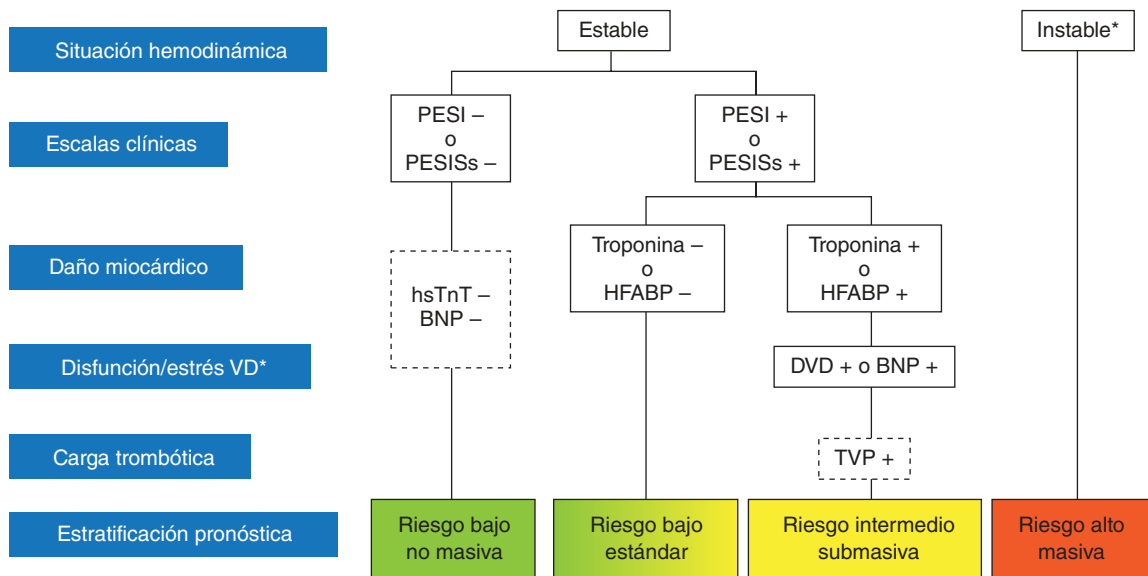 Situación hemodinámica
Estable
Instable*
Escalas clínicas
PESI –
o
PESISs –
PESI +
o
PESISs +
Daño miocárdico
hsTnT –
BNP –
Troponina –
o
HFABP –
Troponina +
o
HFABP +
Disfunción/estrés VD*
DVD + o BNP +
Carga trombótica
TVP +
Estratificación pronóstica
Riesgo bajo
no masiva
Riesgo bajo
estándar
Riesgo intermedio
submasiva
Riesgo alto
masiva